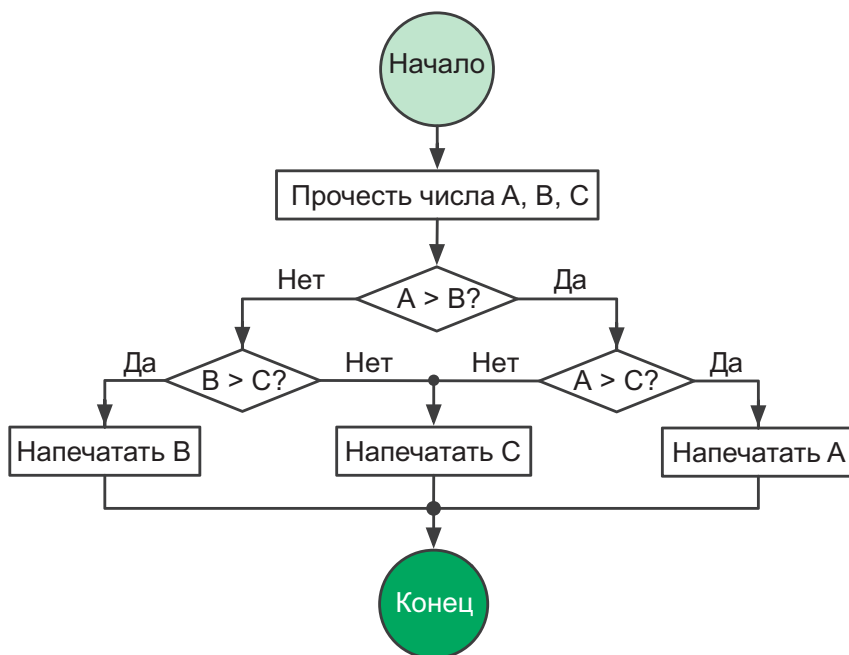 Начало
Прочесть числа A, B, C
Нет
A > B?
Да
Да
B > C?
Нет
Нет
A > C?
Да
Напечатать B
Напечатать C
Напечатать A
Конец